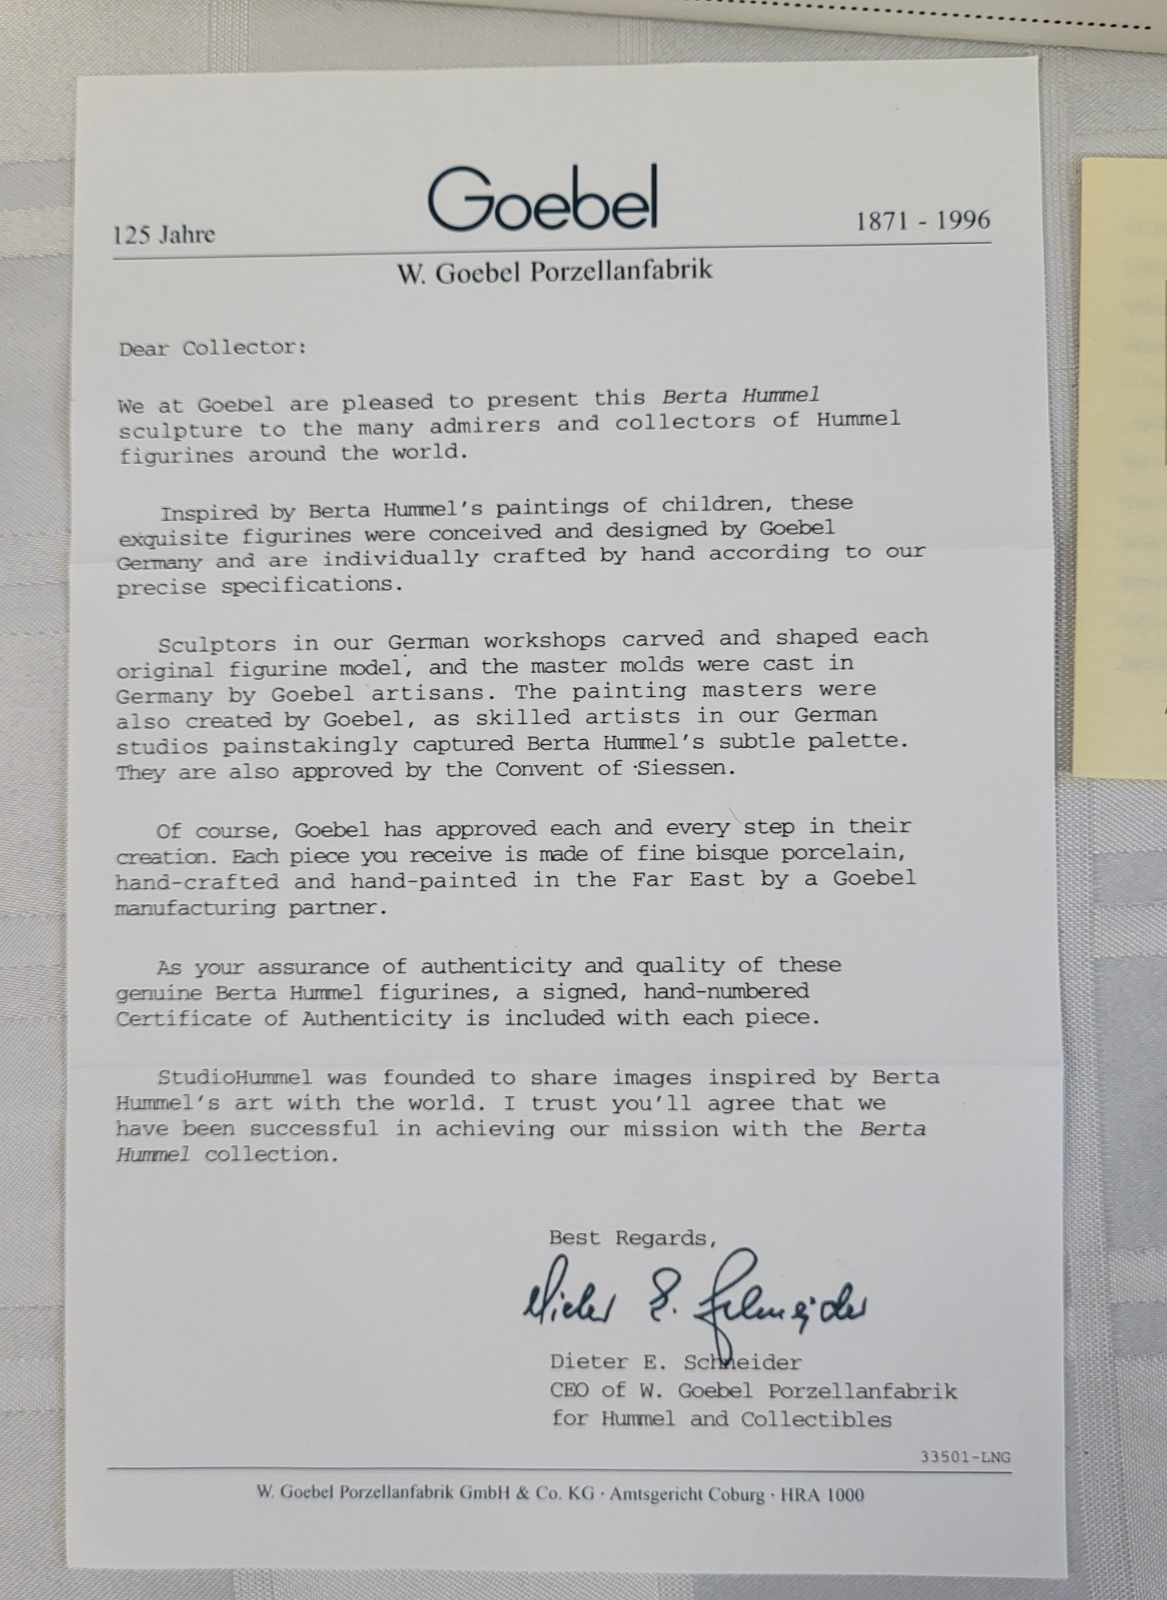 Goebel
125 Jahre
1871 - 1996
W. Goebel Porzellanfabrik
Dear Collector:
We at Goebel are pleased to present this Berta Hummel
sculpture to the many admirers and collectors of Hummel
figurines around the world.
Inspired by Berta Hummel's paintings of children, these
exquisite figurines were conceived and designed by Goebel
Germany and are individually crafted by hand according to our
precise specifications.
Sculptors in our German workshops carved and shaped each
original figurine model, and the master molds were cast in
Germany by Goebel artisans. The painting masters were
also created by Goebel, as skilled artists in our German
studios painstakingly captured Berta Hummel's subtle palette.
They are also approved by the Convent of Siessen.
Of course, Goebel has approved each and every step in their
creation. Each piece you receive is made of fine bisque porcelain,
hand-crafted and hand-painted in the Far East by a Goebel
manufacturing partner.
As your assurance of authenticity and quality of these
genuine Berta Hummel figurines, a signed, hand-numbered
Certificate of Authenticity is included with each piece.
StudioHummel was founded to share images inspired by Berta
Hummel's art with the world. I trust you'll agree that we
have been successful in achieving our mission with the Berta
Hummel collection.
Best Regards,
Dieter E. Schneider
Dieter E. Schneider
CEO of W. Goebel Porzellanfabrik
for Hummel and Collectibles
33501-LNG
W. Goebel Porzellanfabrik GmbH & Co. KG · Amtsgericht Coburg · HRA 1000